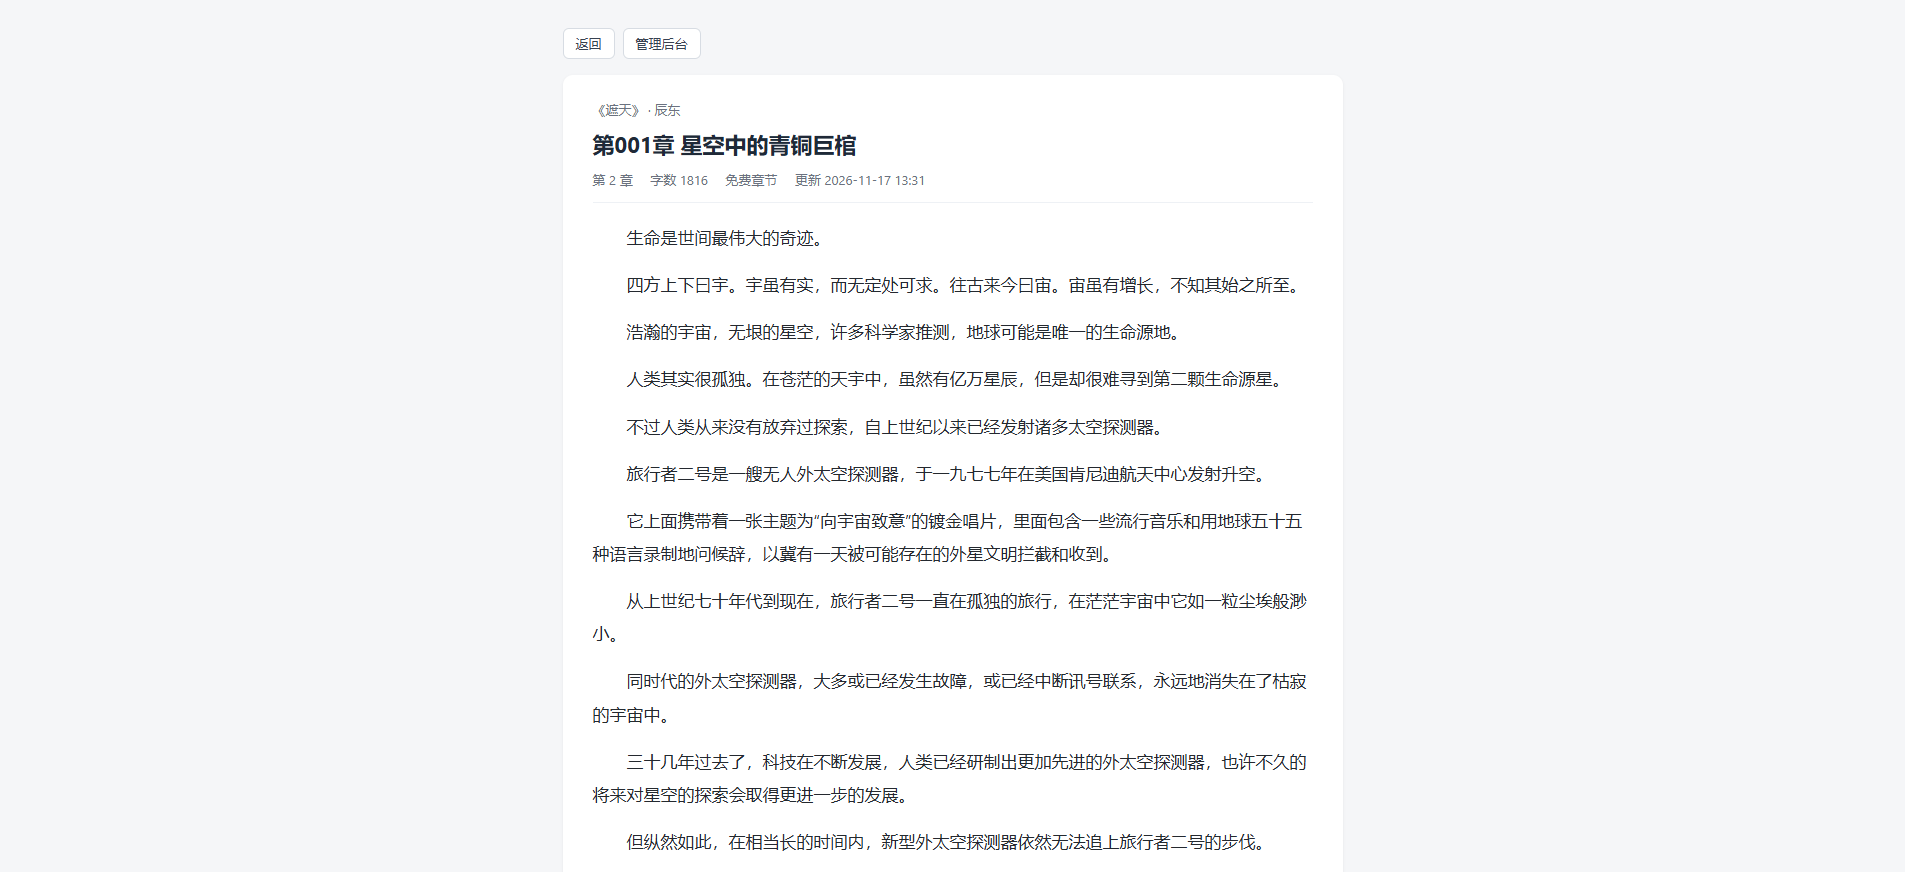 返回 管理后台
《遮天》 · 辰东
第001章 星空中的青铜巨棺
第 2 章 字数 1816 免费章节 更新 2026-11-17 13:31
生命是世间最伟大的奇迹。
四方上下曰宇。宇虽有实，而无定处可求。往古来今曰宙。宙虽有增长，不知其始之所至。
浩瀚的宇宙，无垠的星空，许多科学家推测，地球可能是唯一的生命源地。
人类其实很孤独。在苍茫的天宇中，虽然有亿万星辰，但是却很难寻到第二颗生命源星。
不过人类从来没有放弃过探索，自上世纪以来已经发射诸多太空探测器。
旅行者二号是一艘无人外太空探测器，于一九七七年在美国肯尼迪航天中心发射升空。
它上面携带着一张主题为“向宇宙致意”的镀金唱片，里面包含一些流行音乐和用地球五十五
种语言录制地问候辞，以冀有一天被可能存在的外星文明拦截和收到。
从上世纪七十年代到现在，旅行者二号一直在孤独的旅行，在茫茫宇宙中它如一粒尘埃般渺
小。
同时代的外太空探测器，大多或已经发生故障，或已经中断讯号联系，永远地消失在了枯寂
的宇宙中。
三十几年过去了，科技在不断发展，人类已经研制出更加先进的外太空探测器，也许不久的
将来对星空的探索会取得更进一步的发展。
但纵然如此，在相当长的时间内，新型外太空探测器依然无法追上旅行者二号的步伐。